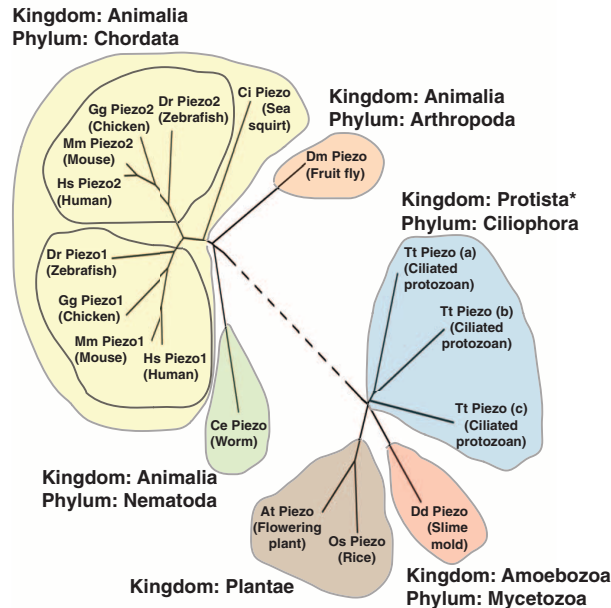 Kingdom: Animalia
Phylum: Chordata
Dr Piezo2
(Zebrafish)
Gg Piezo2
(Chicken)
Mm Piezo2
(Mouse)
Hs Piezo2
(Human)
Ci Piezo
(Sea
squirt)
Dr Piezo1
(Zebrafish)
Gg Piezo1
(Chicken)
Mm Piezo1
(Mouse)
Hs Piezo1
(Human)
Kingdom: Animalia
Phylum: Arthropoda
Dm Piezo
(Fruit fly)
Kingdom: Protista*
Phylum: Ciliophora
Tt Piezo (a)
(Ciliated
protozoan)
Tt Piezo (b)
(Ciliated
protozoan)
Tt Piezo (c)
(Ciliated
protozoan)
Ce Piezo
(Worm)
Kingdom: Animalia
Phylum: Nematoda
At Piezo
(Flowering
plant)
Os Piezo
(Rice)
Kingdom: Plantae
Dd Piezo
(Slime
mold)
Kingdom: Amoebozoa
Phylum: Mycetozoa